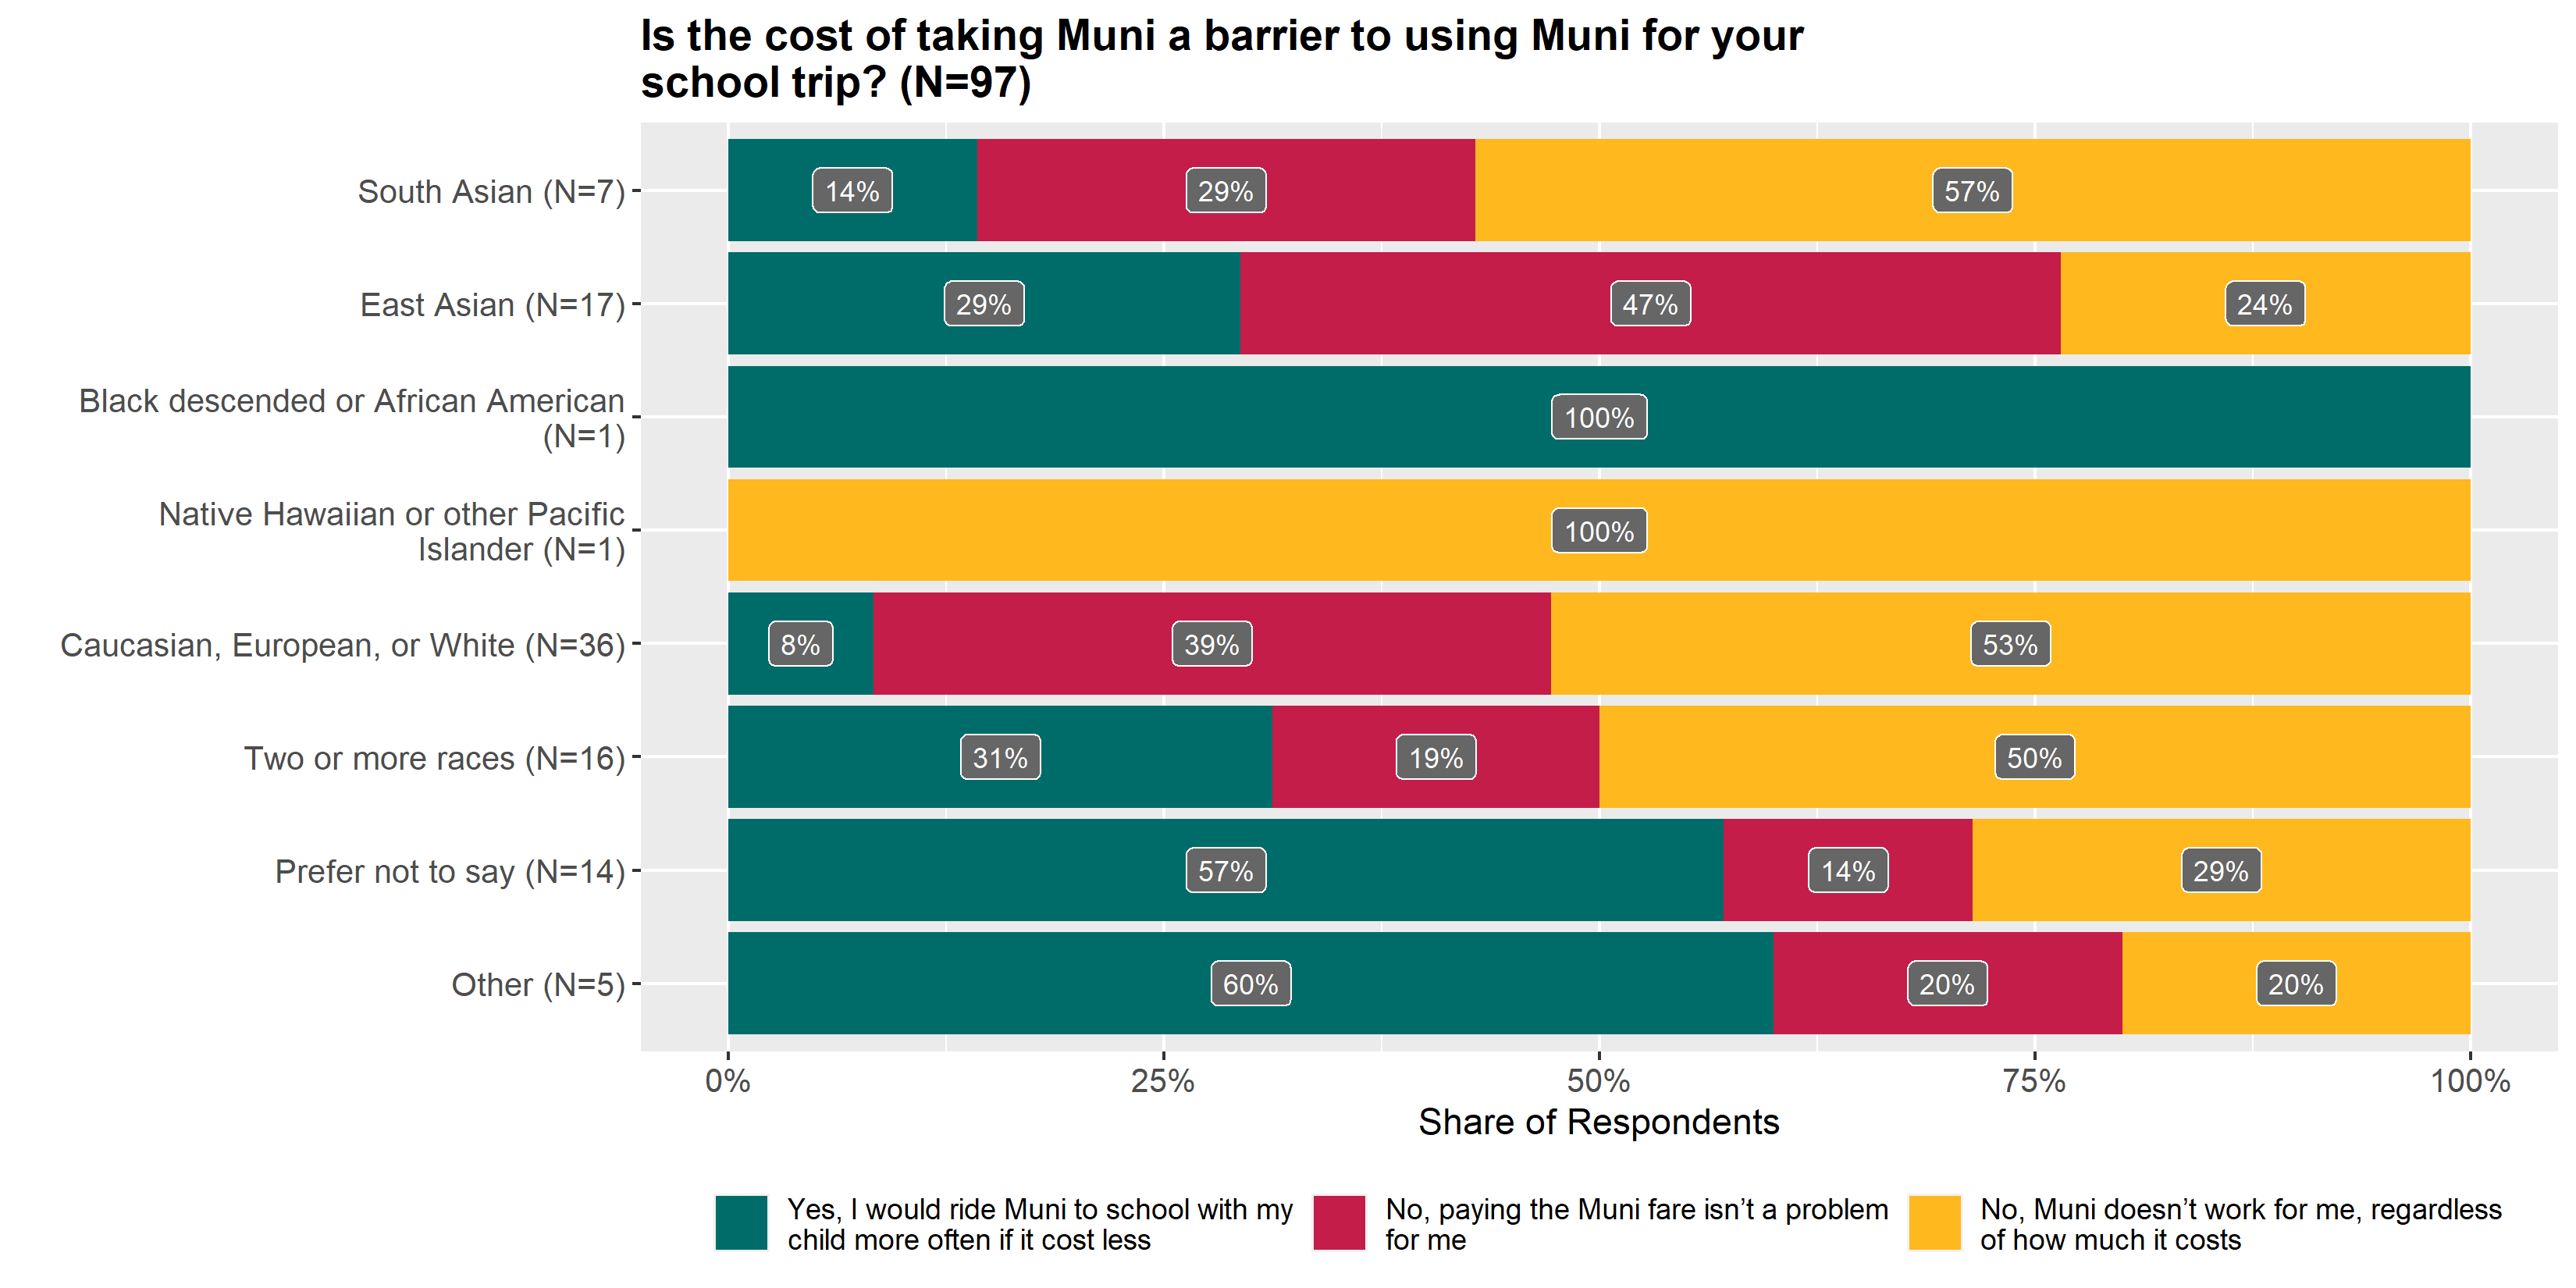 Is the cost of taking Muni a barrier to using Muni for your
school trip? (N=97)
South Asian (N=7)
14%
29%
57%
East Asian (N=17)
29%
47%
24%
Black descended or African American
(N=1)
100%
Native Hawaiian or other Pacific
Islander (N=1)
100%
Caucasian, European, or White (N=36)
8%
39%
53%
Two or more races (N=16)
31%
19%
50%
Prefer not to say (N=14)
57%
14%
29%
Other (N=5)
60%
20%
20%
0%
25%
50%
75%
100%
Share of Respondents
Yes, I would ride Muni to school with my
child more often if it cost less
No, paying the Muni fare isn’t a problem
for me
No, Muni doesn’t work for me, regardless
of how much it costs